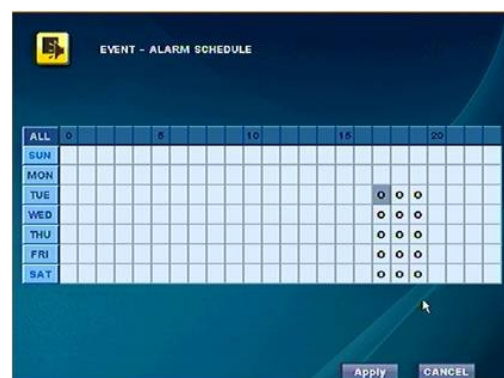 EVENT - ALARM SCHEDULE
ALL 0 5 10 15 20
SUN
MON
TUE O O O
WED O O O
THU O O O
FRI O O O
SAT O O O
Apply CANCEL